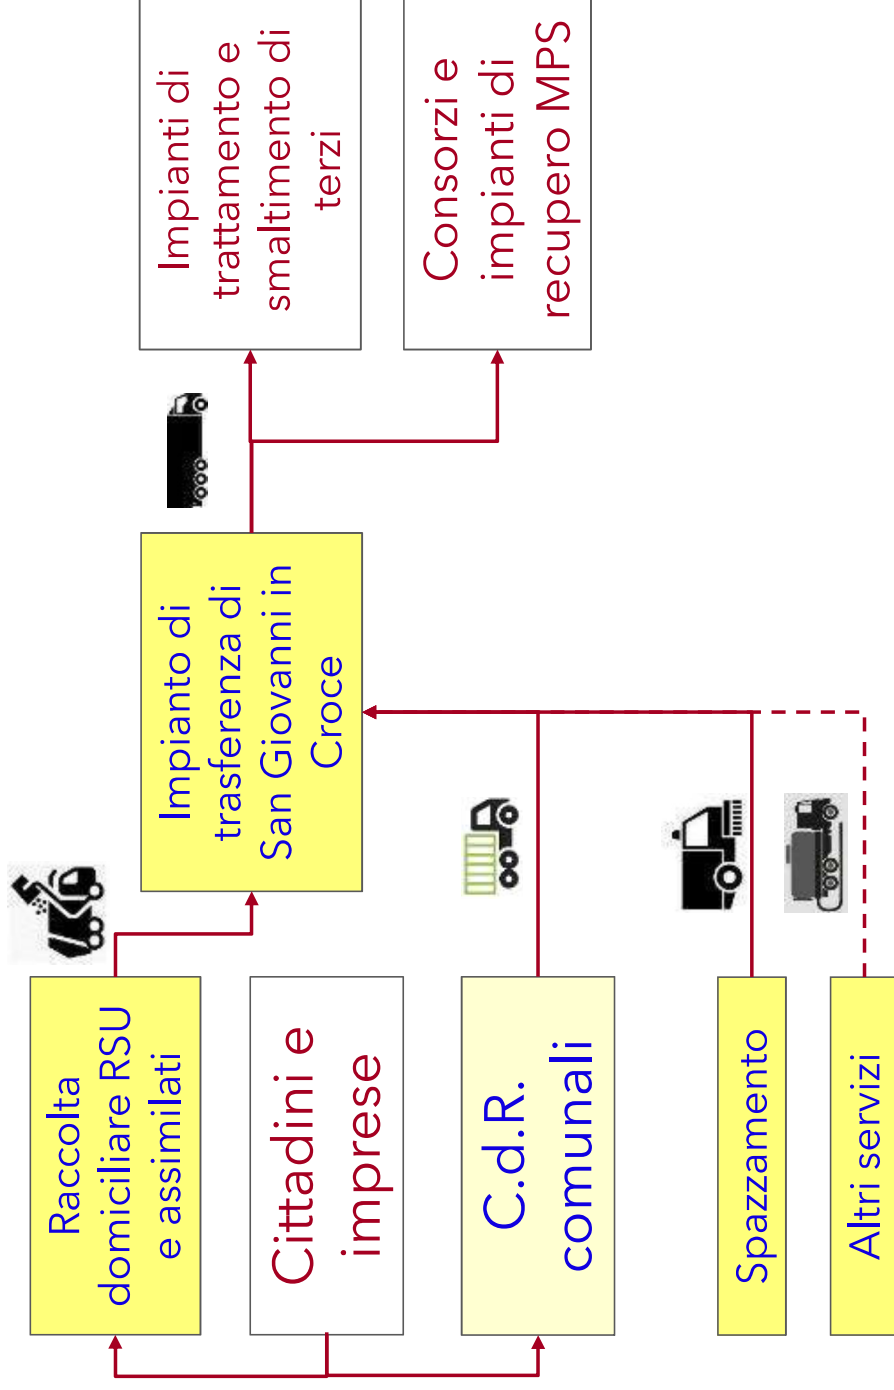 Raccolta
domiciliare RSU
e assimilati
Cittadini e
imprese
C.d.R.
comunali
Spazzamento
Altri servizi
Impianto di
trasferenza di
San Giovanni in
Croce
Impianti di
trattamento e
smaltimento di
terzi
Consorzi e
impianti di
recupero MPS